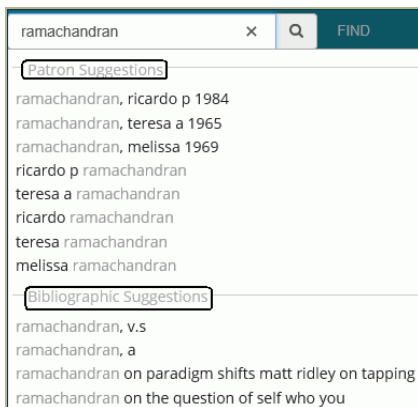 ramachandran
FIND
Patron Suggestions
ramachandran, ricardo p 1984
ramachandran, teresa a 1965
ramachandran, melissa 1969
ricardo p ramachandran
teresa a ramachandran
ricardo ramachandran
teresa ramachandran
melissa ramachandran
Bibliographic Suggestions
ramachandran, v.s
ramachandran, a
ramachandran on paradigm shifts matt ridley on tapping
ramachandran on the question of self who you